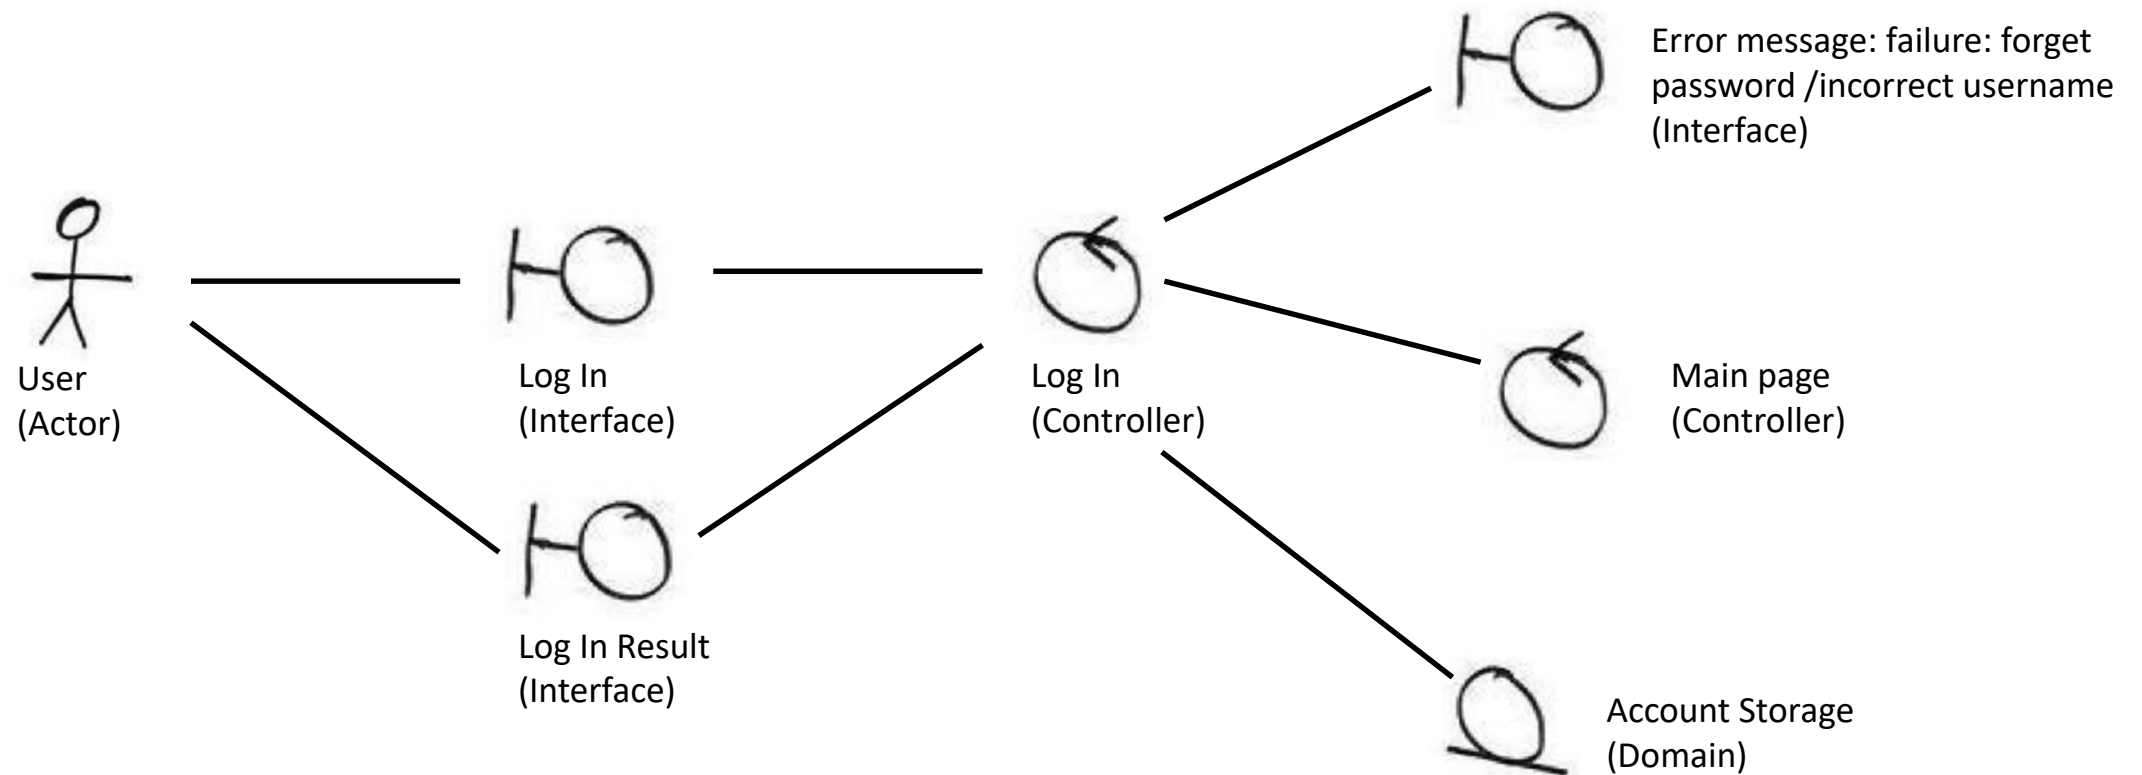 Error message: failure: forget
password /incorrect username
(Interface)
User
(Actor)
Log In
(Interface)
Log In
(Controller)
Main page
(Controller)
Log In Result
(Interface)
Account Storage
(Domain)